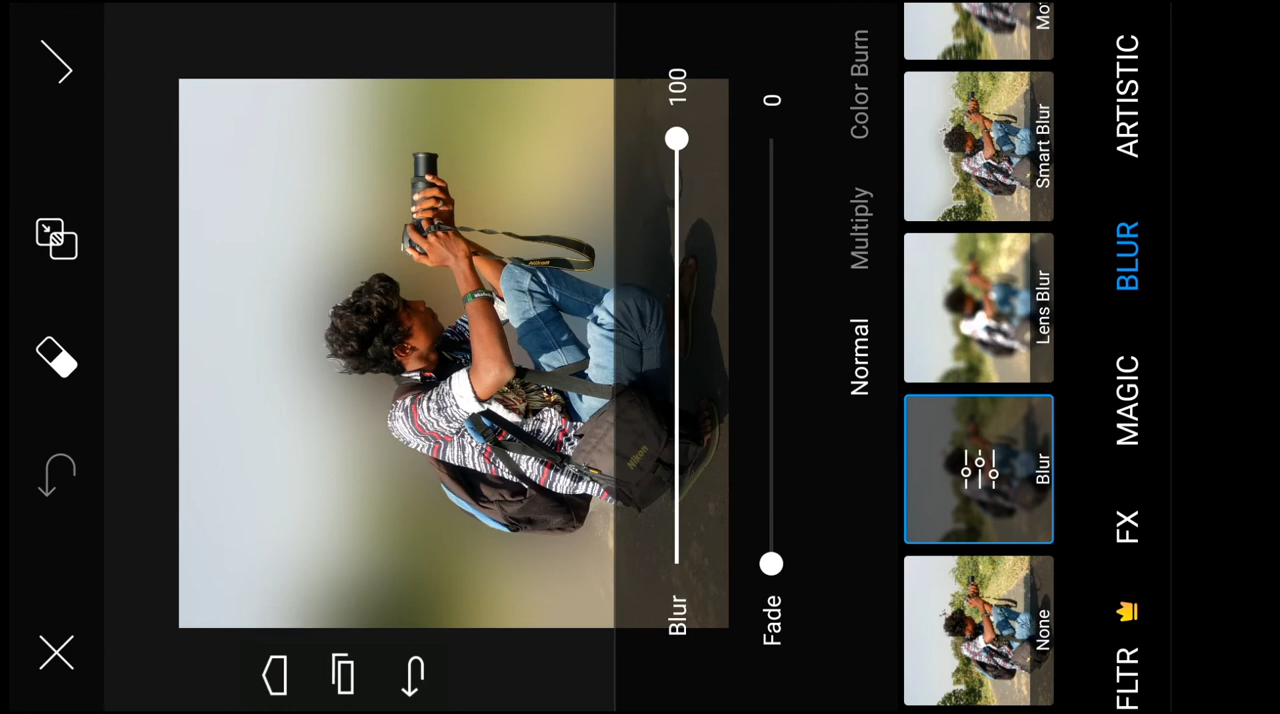 Nikon
Nikon
Blur 100
Fade 0
Normal Multiply Color Burn
None
Blur
Lens Blur
Smart Blur
Mo
FLTR FX MAGIC BLUR ARTISTIC